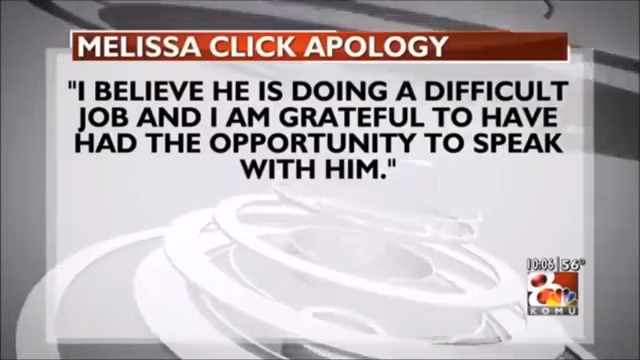 MELISSA CLICK APOLOGY
"I BELIEVE HE IS DOING A DIFFICULT
JOB AND I AM GRATEFUL TO HAVE
HAD THE OPPORTUNITY TO SPEAK
WITH HIM."
10:06 56°
8
KOMU